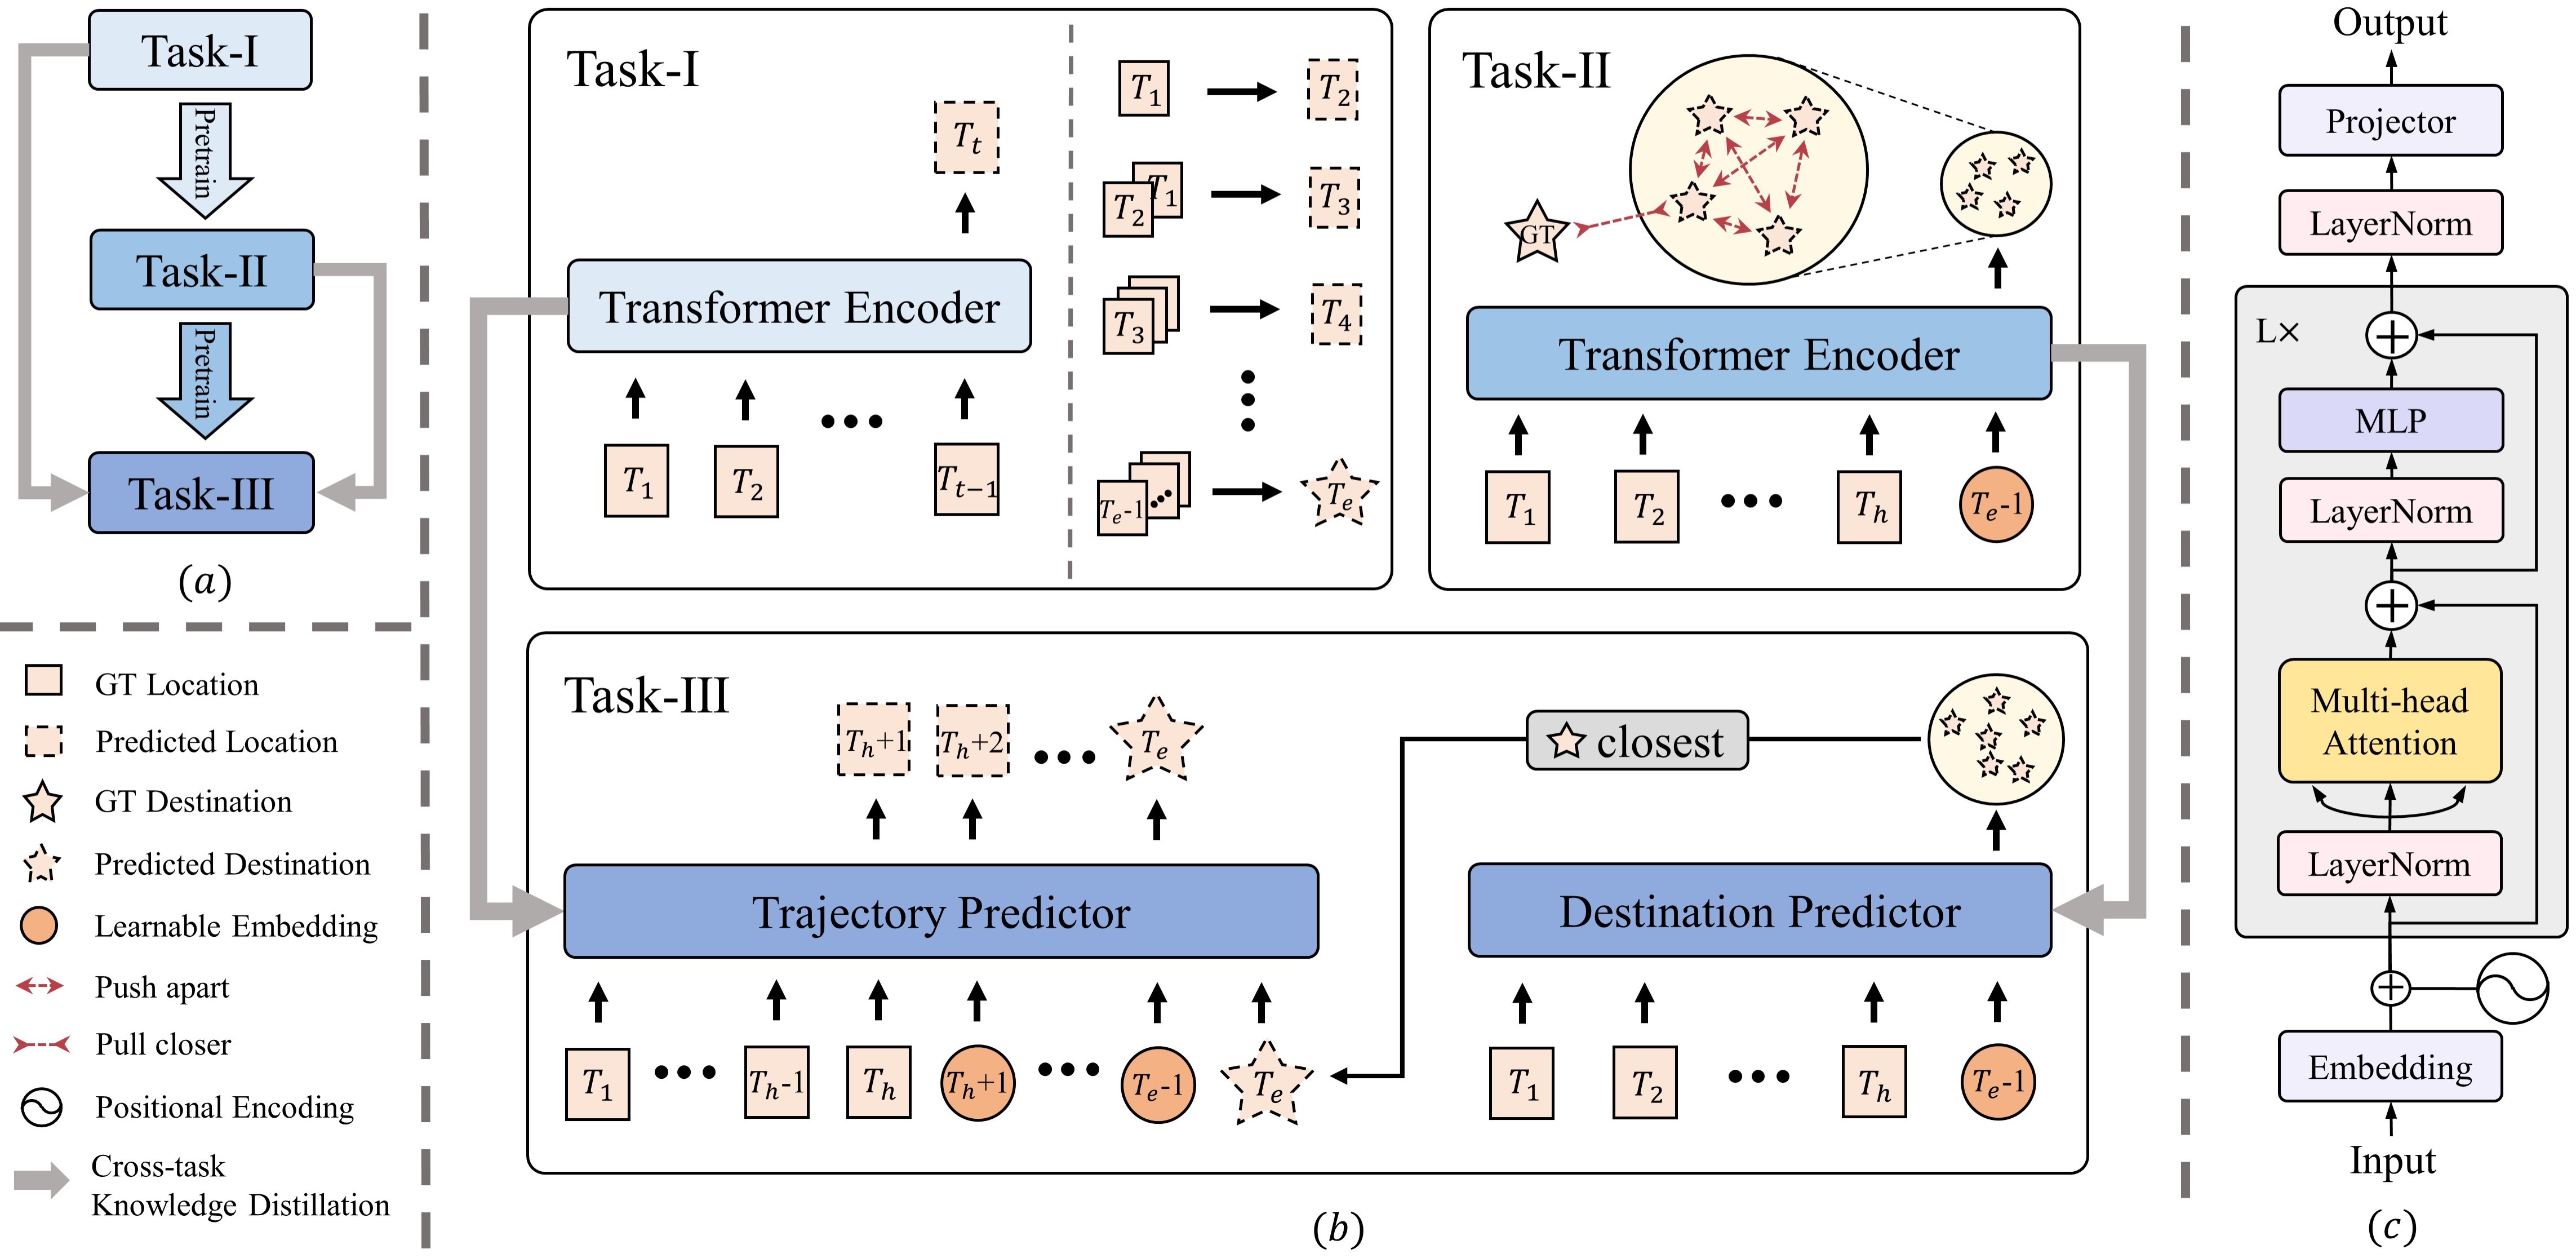 Task-I
Pretrain
Task-II
Pretrain
Task-III
(a)
GT Location
Predicted Location
GT Destination
Predicted Destination
Learnable Embedding
Push apart
Pull closer
Positional Encoding
Cross-task
Knowledge Distillation
Task-I
T_t
Transformer Encoder
T_1 T_2 ••• T_{t−1}
T_1 T_2
T_2 T_1 T_3
T_3 T_4
T_e-1 ••• T_e
Task-II
GT
Transformer Encoder
T_1 T_2 ••• T_h T_e-1
Task-III
T_h+1 T_h+2 ••• T_e
closest
Trajectory Predictor
Destination Predictor
T_1 ••• T_h-1 T_h T_h+1 ••• T_e-1 T_e
T_1 T_2 ••• T_h T_e-1
(b)
Output
Projector
LayerNorm
L×
MLP
LayerNorm
Multi-head
Attention
LayerNorm
Embedding
Input
(c)